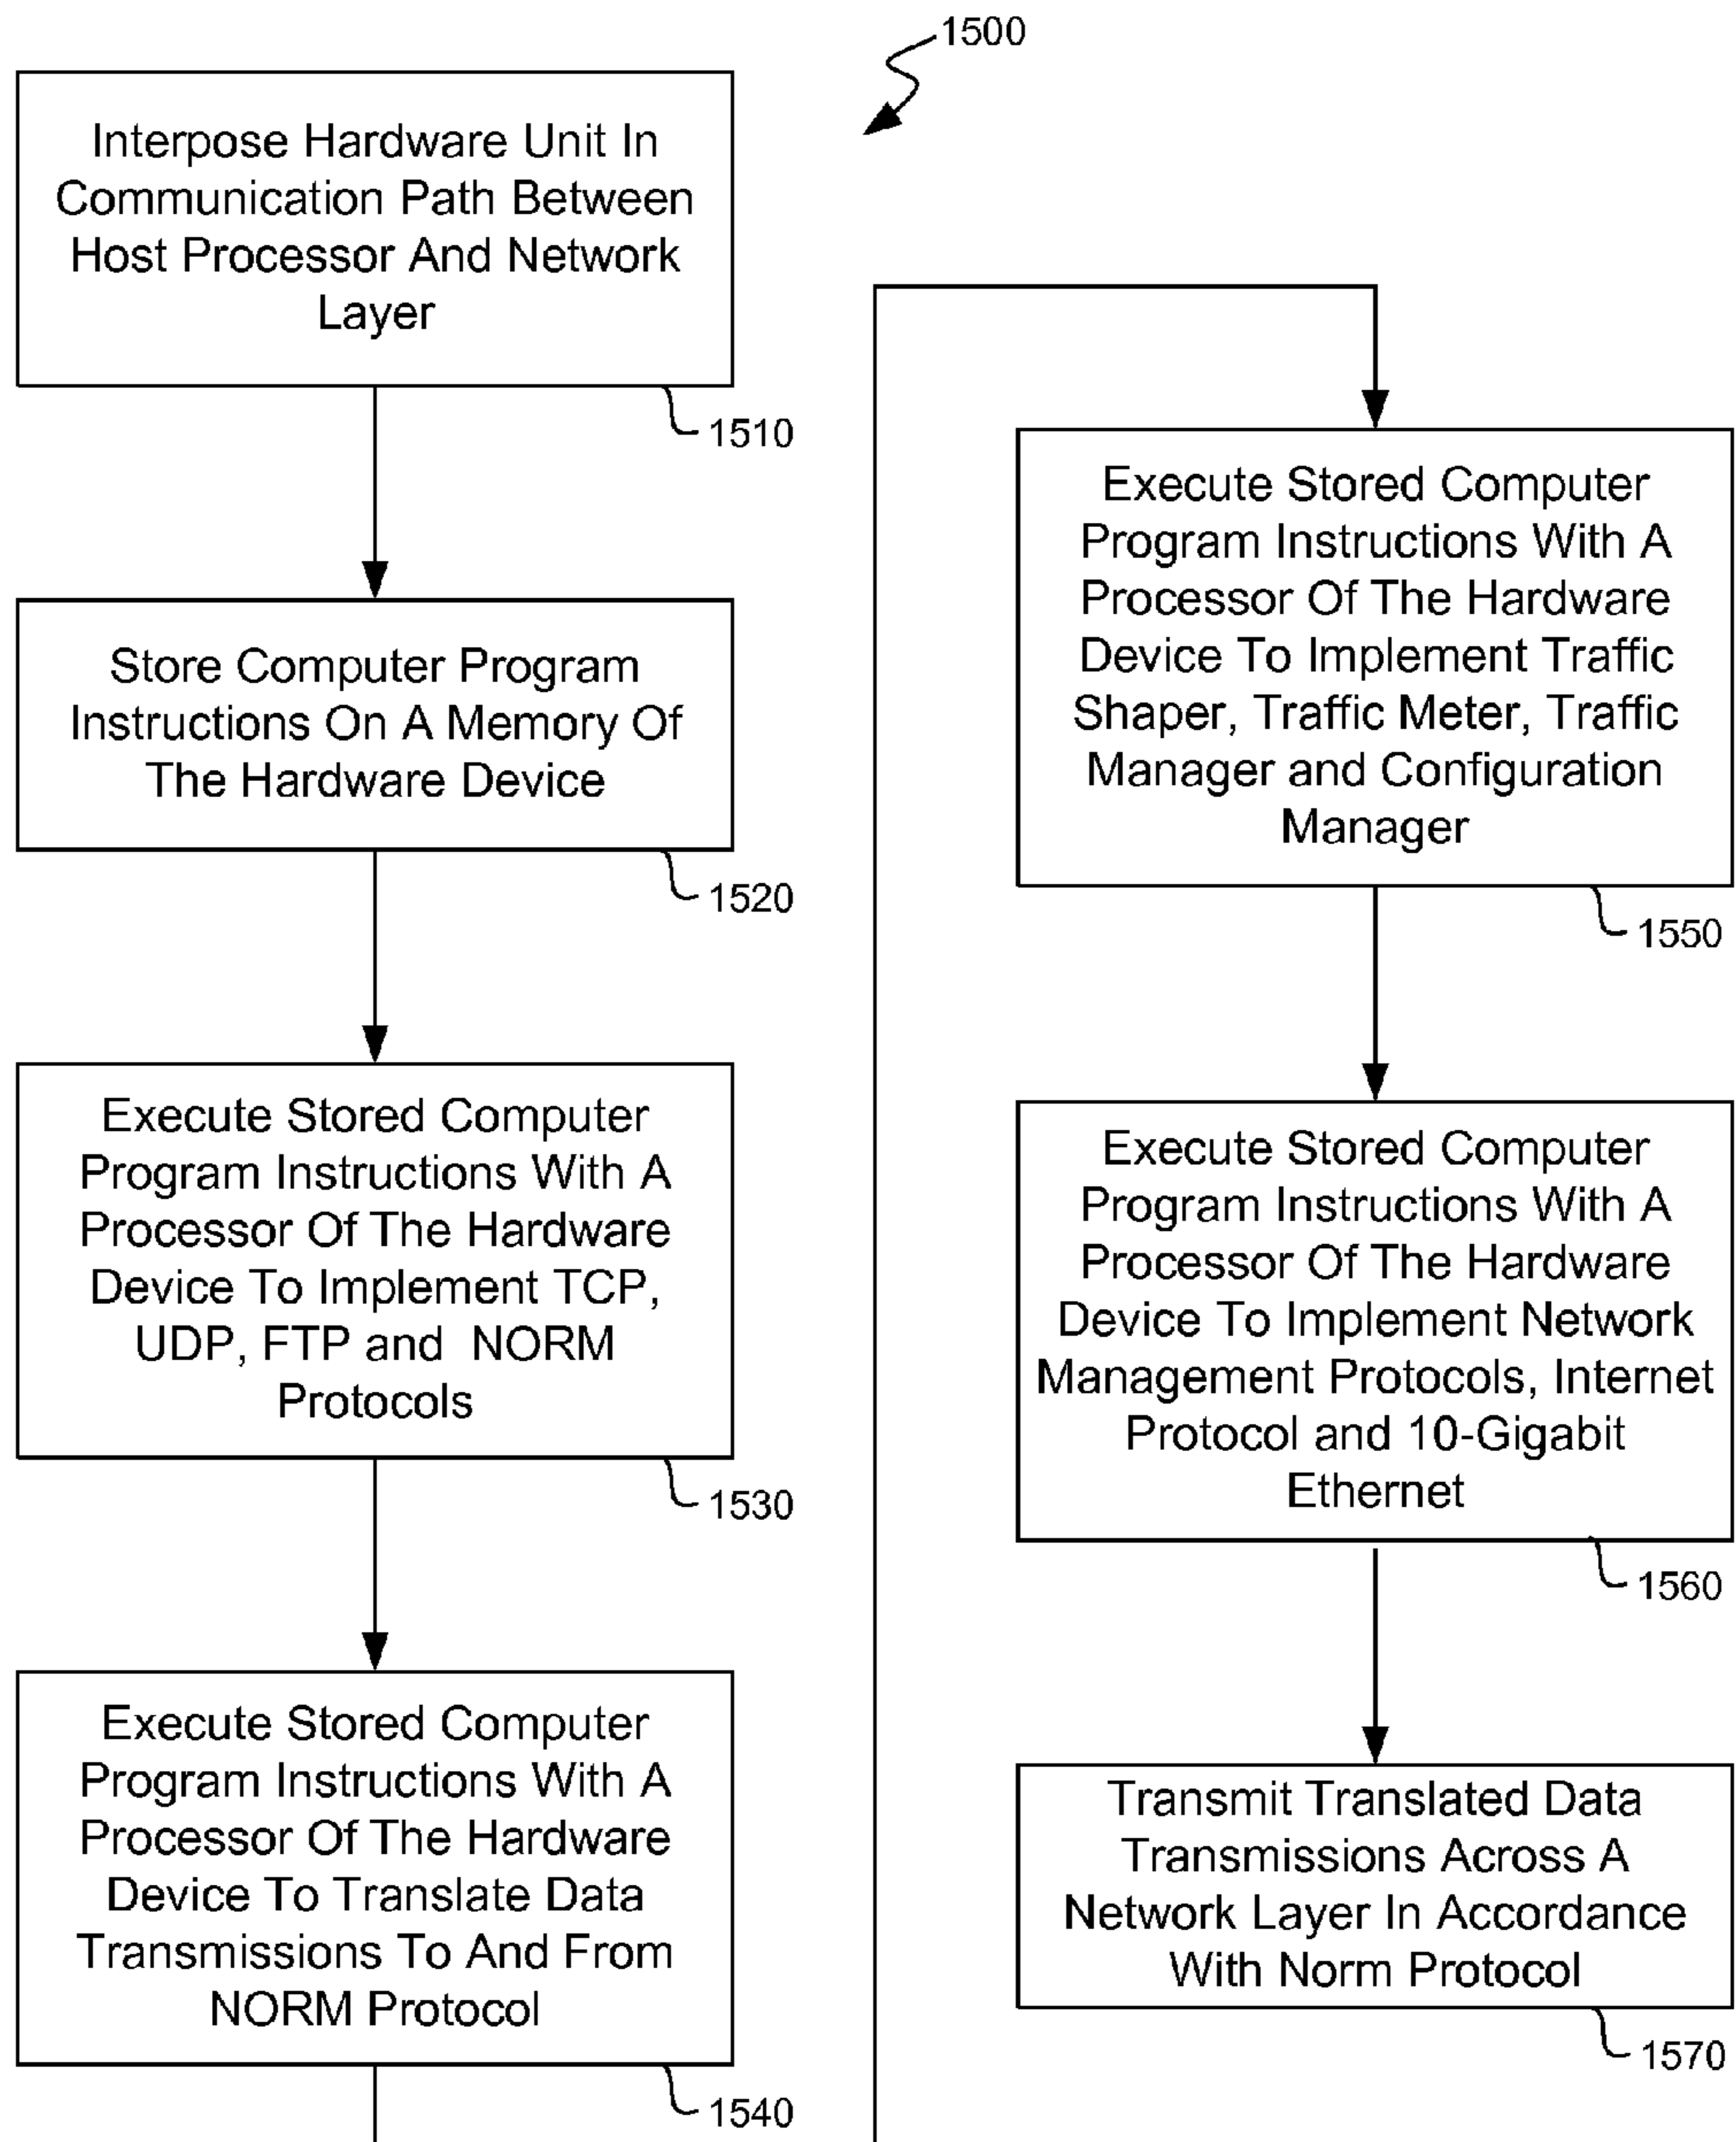 1500
Interpose Hardware Unit In
Communication Path Between
Host Processor And Network
Layer
1510
Store Computer Program
Instructions On A Memory Of
The Hardware Device
1520
Execute Stored Computer
Program Instructions With A
Processor Of The Hardware
Device To Implement TCP,
UDP, FTP and NORM
Protocols
1530
Execute Stored Computer
Program Instructions With A
Processor Of The Hardware
Device To Translate Data
Transmissions To And From
NORM Protocol
1540
Execute Stored Computer
Program Instructions With A
Processor Of The Hardware
Device To Implement Traffic
Shaper, Traffic Meter, Traffic
Manager and Configuration
Manager
1550
Execute Stored Computer
Program Instructions With A
Processor Of The Hardware
Device To Implement Network
Management Protocols, Internet
Protocol and 10-Gigabit
Ethernet
1560
Transmit Translated Data
Transmissions Across A
Network Layer In Accordance
With Norm Protocol
1570